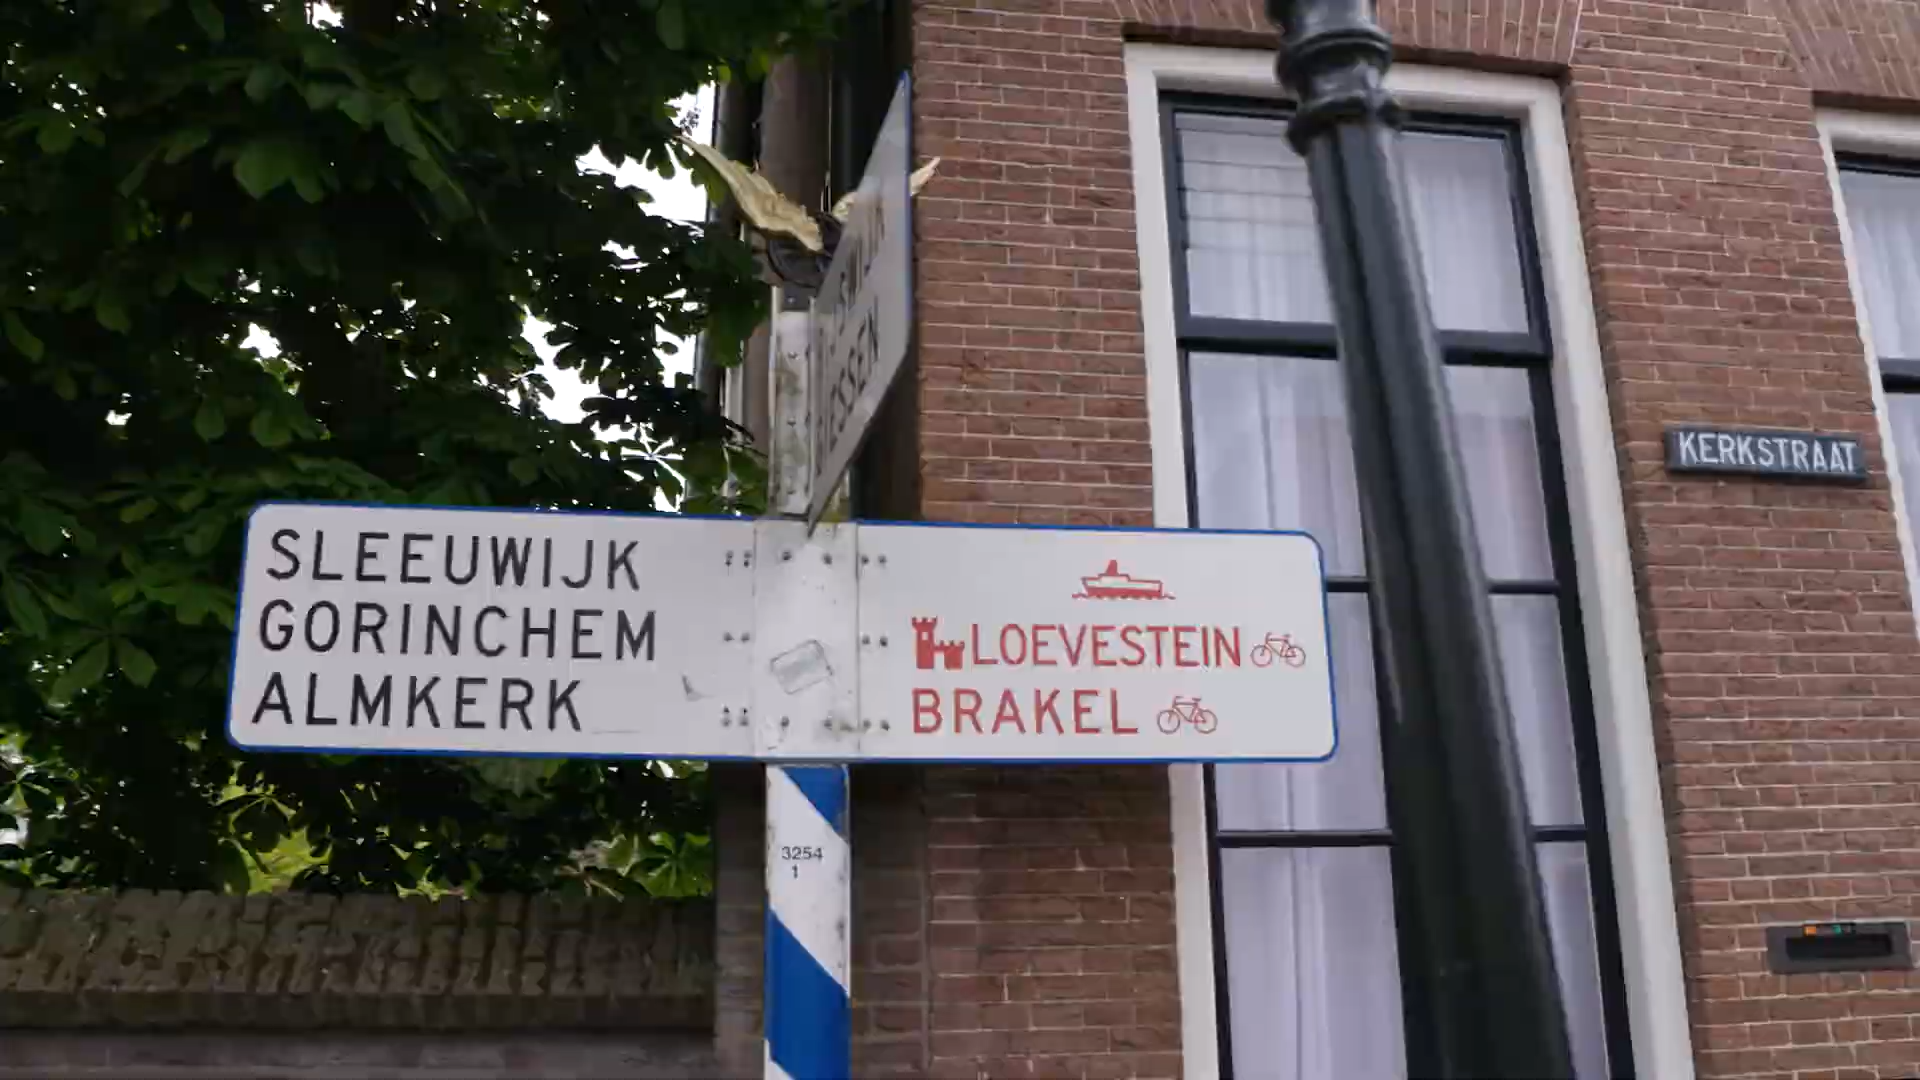 SLEEUWIJK
GORINCHEM
ALMKERK
LOEVESTEIN
BRAKEL
KERKSTRAAT
3254
1